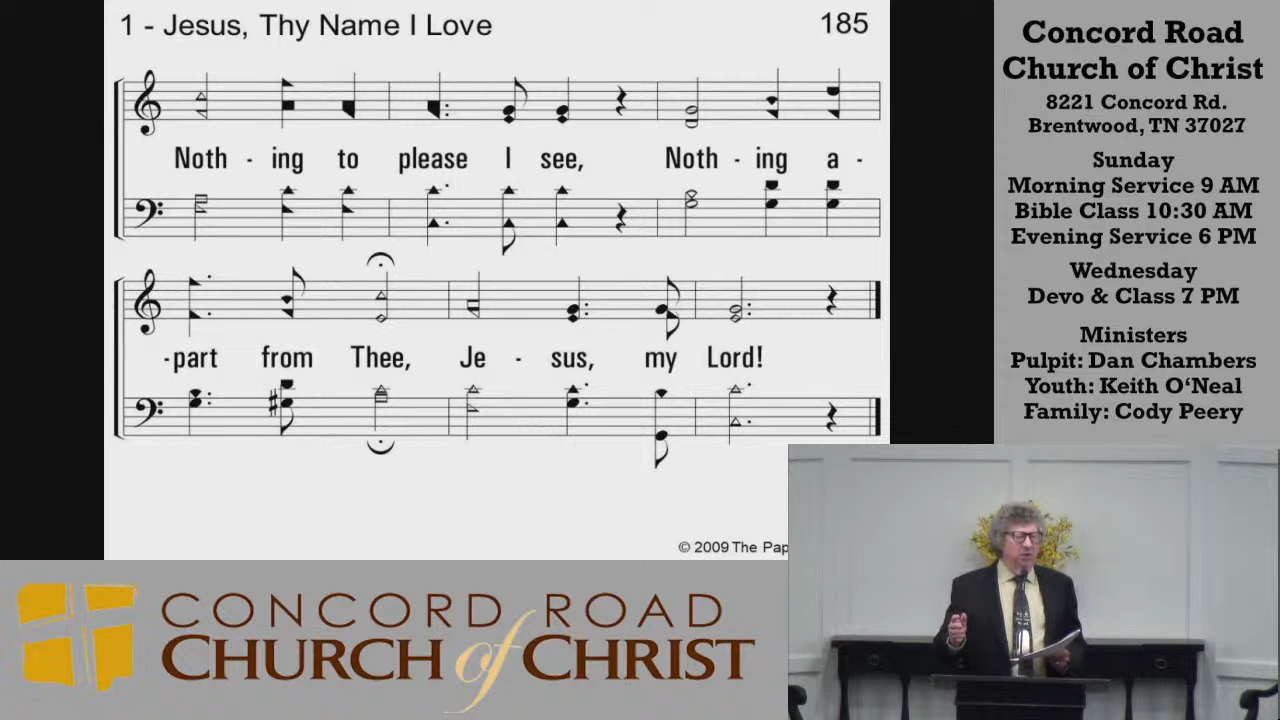 1 - Jesus, Thy Name I Love
185
Noth - ing to please I see, Noth - ing a -
-part from Thee, Je - sus, my Lord!
© 2009 The Pap
Concord Road
Church of Christ
8221 Concord Rd.
Brentwood, TN 37027
Sunday
Morning Service 9 AM
Bible Class 10:30 AM
Evening Service 6 PM
Wednesday
Devo & Class 7 PM
Ministers
Pulpit: Dan Chambers
Youth: Keith O‘Neal
Family: Cody Peery
CONCORD ROAD
CHURCH of CHRIST